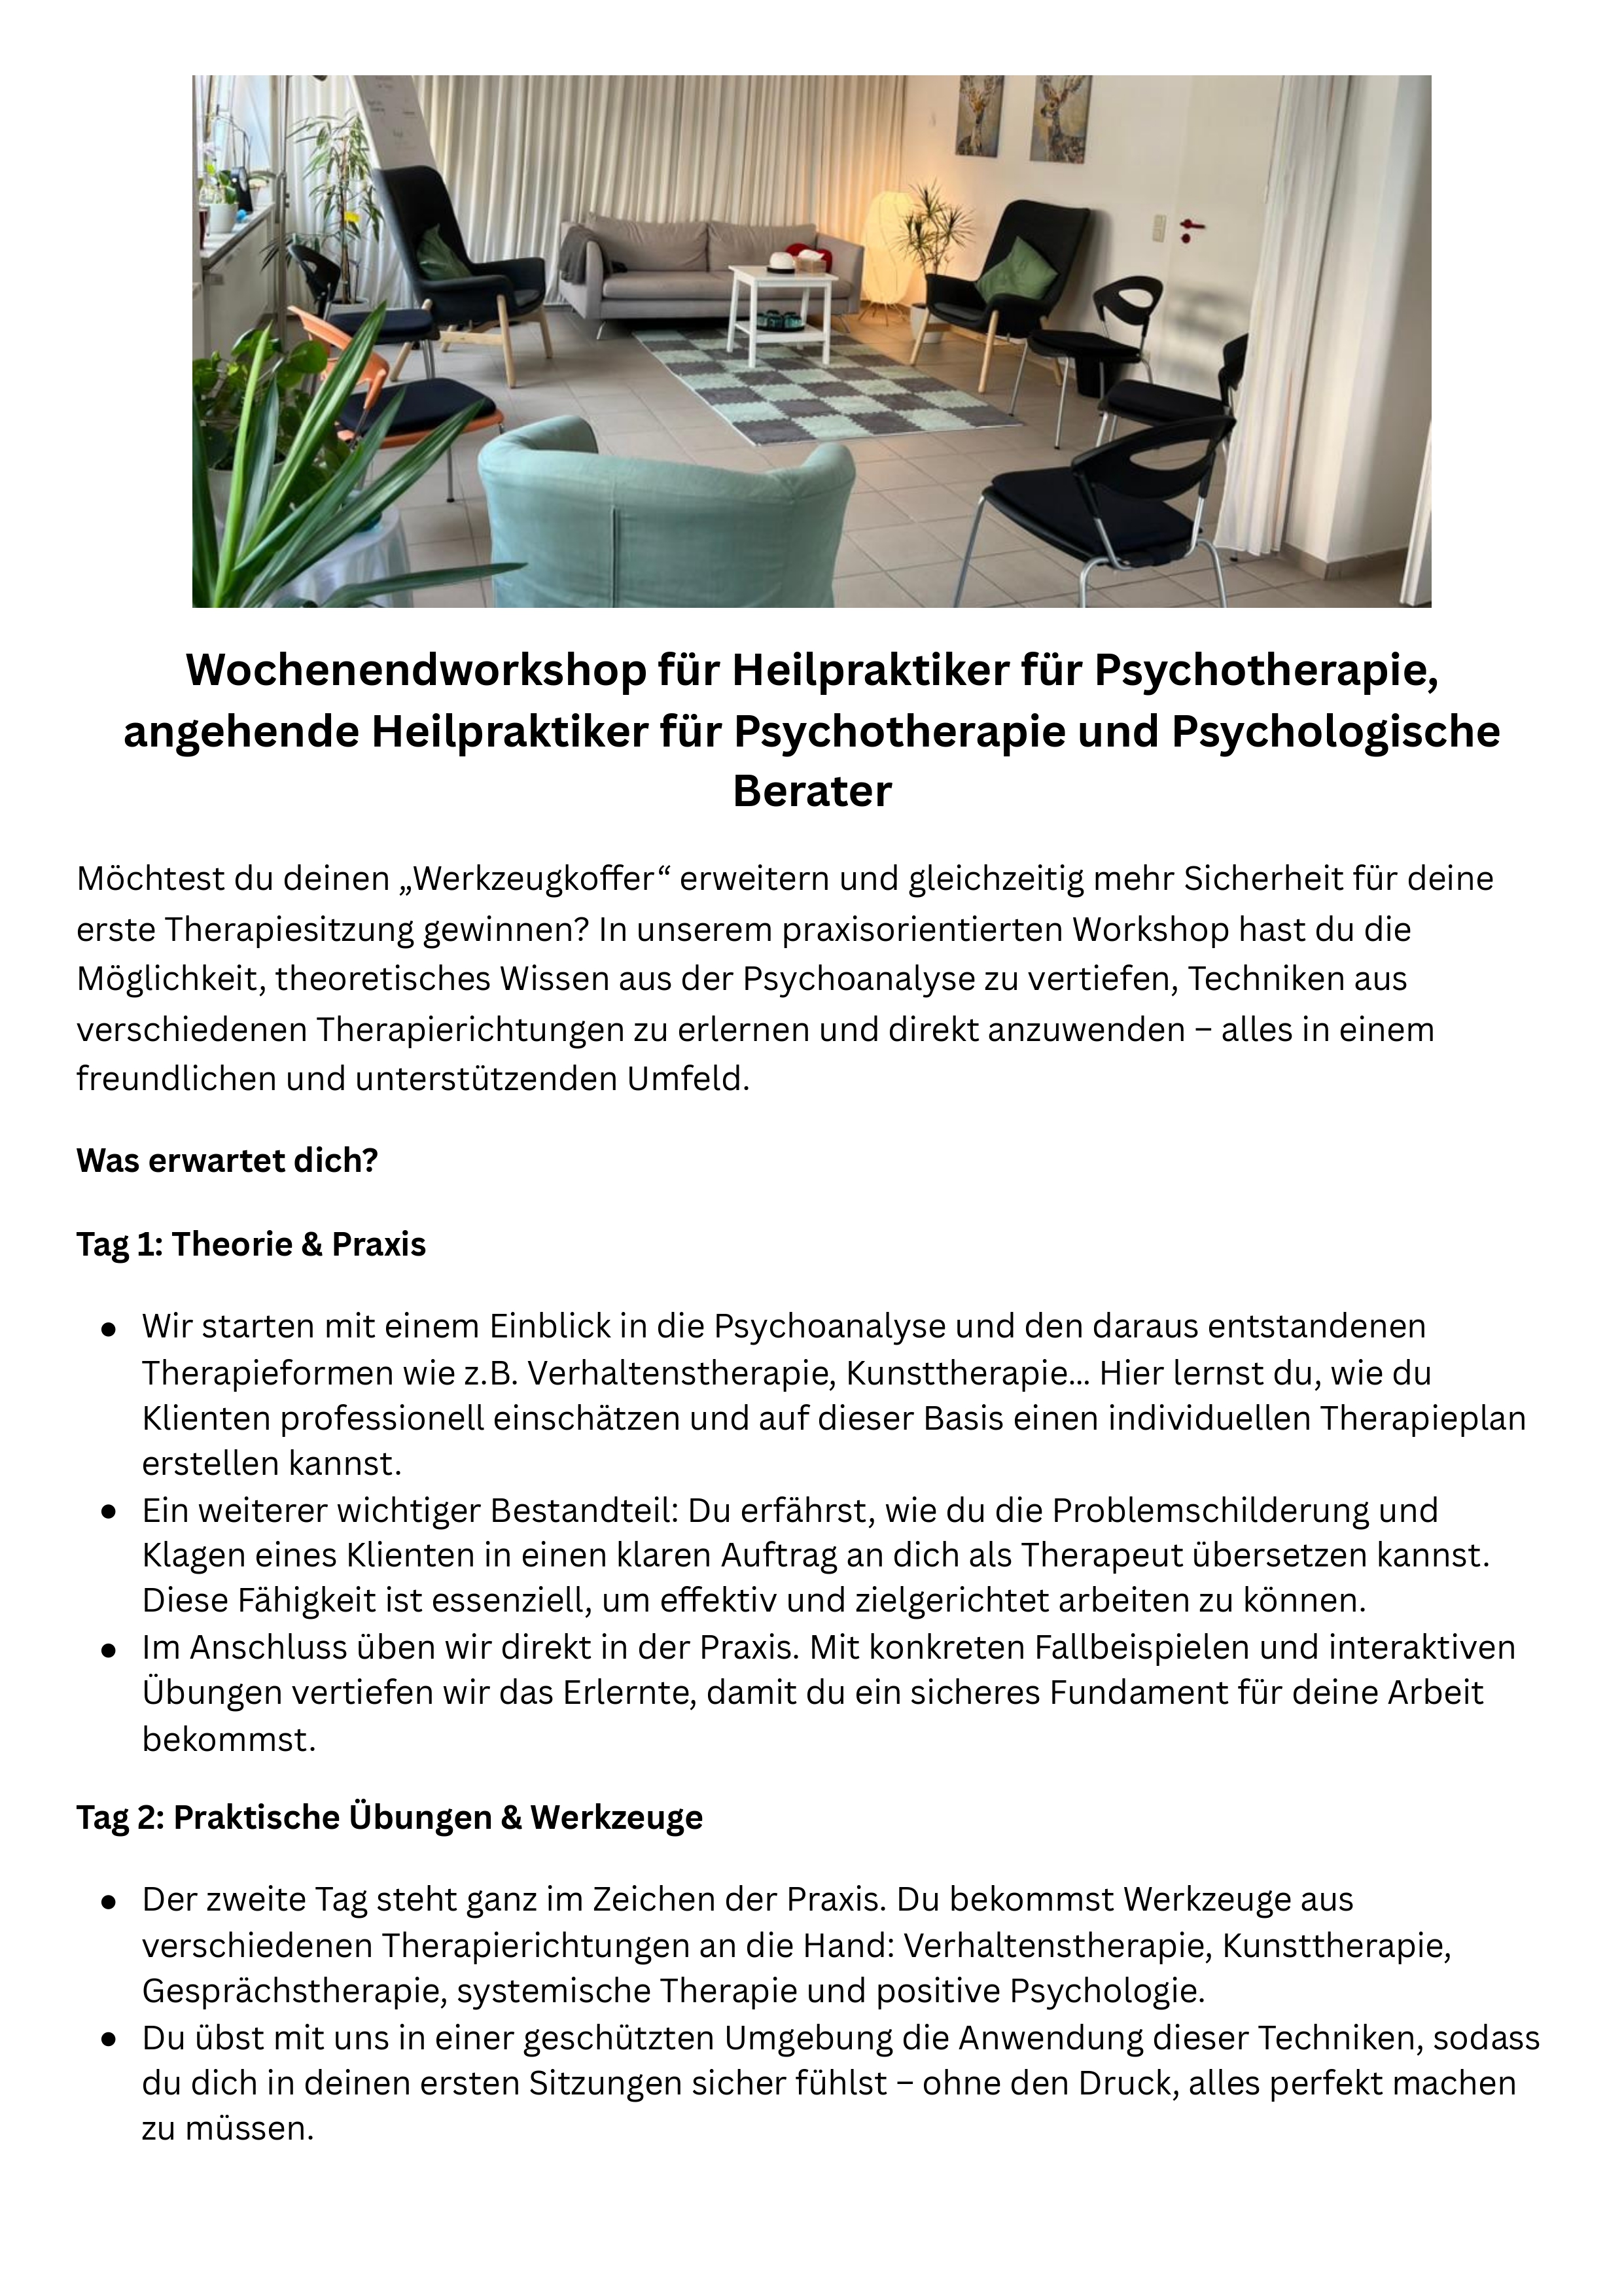 Wochenendworkshop für Heilpraktiker für Psychotherapie,
angehende Heilpraktiker für Psychotherapie und Psychologische
Berater
Möchtest du deinen „Werkzeugkoffer“ erweitern und gleichzeitig mehr Sicherheit für deine
erste Therapiesitzung gewinnen? In unserem praxisorientierten Workshop hast du die
Möglichkeit, theoretisches Wissen aus der Psychoanalyse zu vertiefen, Techniken aus
verschiedenen Therapierichtungen zu erlernen und direkt anzuwenden – alles in einem
freundlichen und unterstützenden Umfeld.
Was erwartet dich?
Tag 1: Theorie & Praxis
● Wir starten mit einem Einblick in die Psychoanalyse und den daraus entstandenen
Therapieformen wie z.B. Verhaltenstherapie, Kunsttherapie... Hier lernst du, wie du
Klienten professionell einschätzen und auf dieser Basis einen individuellen Therapieplan
erstellen kannst.
● Ein weiterer wichtiger Bestandteil: Du erfährst, wie du die Problemschilderung und
Klagen eines Klienten in einen klaren Auftrag an dich als Therapeut übersetzen kannst.
Diese Fähigkeit ist essenziell, um effektiv und zielgerichtet arbeiten zu können.
● Im Anschluss üben wir direkt in der Praxis. Mit konkreten Fallbeispielen und interaktiven
Übungen vertiefen wir das Erlernte, damit du ein sicheres Fundament für deine Arbeit
bekommst.
Tag 2: Praktische Übungen & Werkzeuge
● Der zweite Tag steht ganz im Zeichen der Praxis. Du bekommst Werkzeuge aus
verschiedenen Therapierichtungen an die Hand: Verhaltenstherapie, Kunsttherapie,
Gesprächstherapie, systemische Therapie und positive Psychologie.
● Du übst mit uns in einer geschützten Umgebung die Anwendung dieser Techniken, sodass
du dich in deinen ersten Sitzungen sicher fühlst – ohne den Druck, alles perfekt machen
zu müssen.